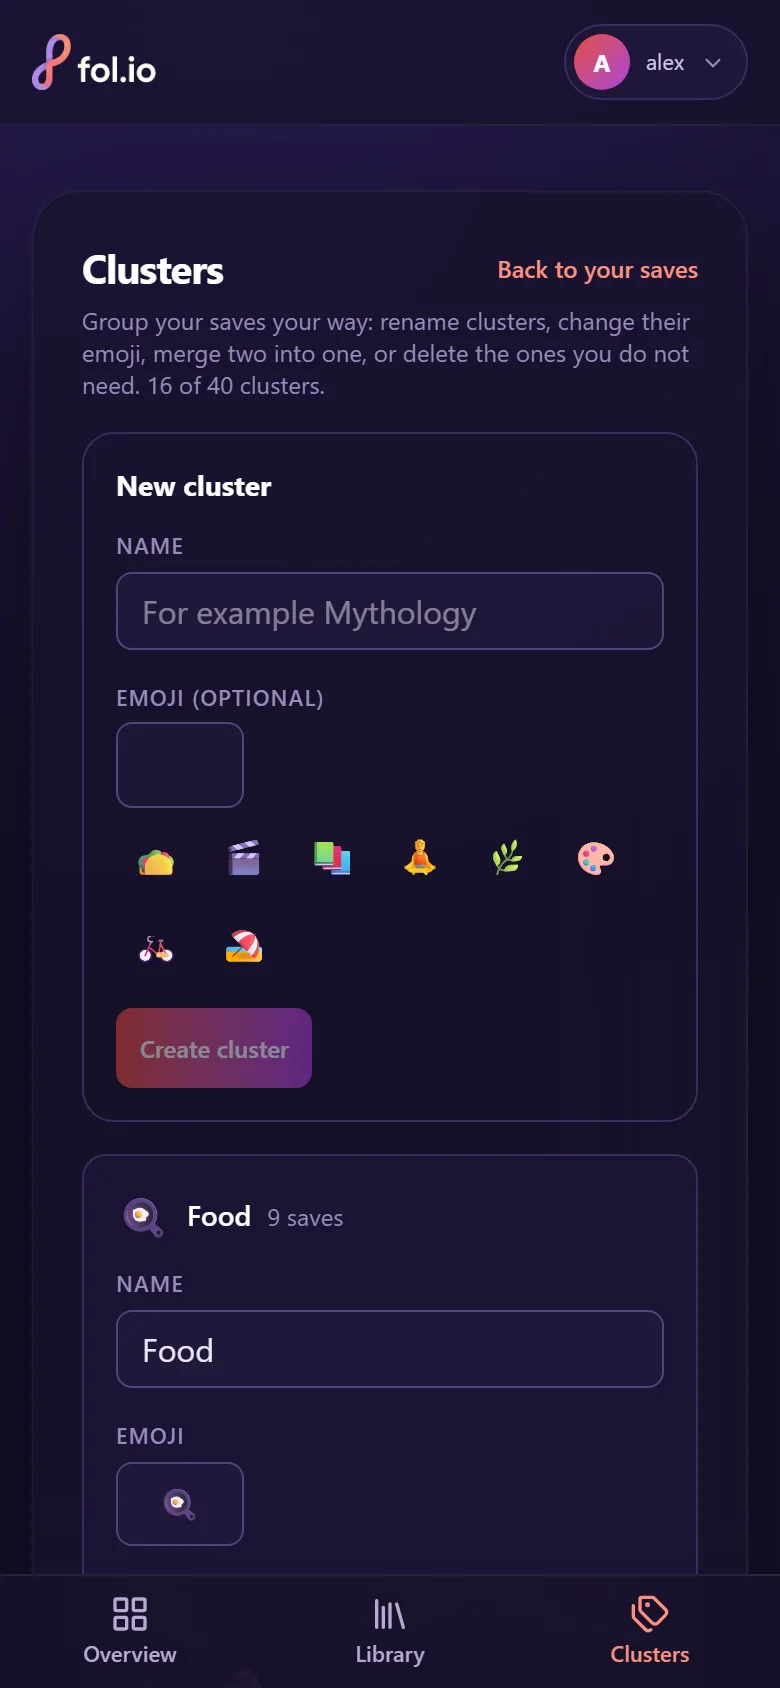 fol.io
A alex
Clusters
Back to your saves
Group your saves your way: rename clusters, change their
emoji, merge two into one, or delete the ones you do not
need. 16 of 40 clusters.
New cluster
NAME
For example Mythology
EMOJI (OPTIONAL)
Create cluster
Food 9 saves
NAME
Food
EMOJI
Overview
Library
Clusters